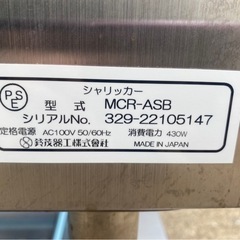 シャリッカー
PSE
型式 MCR-ASB
シリアルNo. 329-22105147
定格電源 AC100V 50/60Hz 消費電力 430W
鈴茂器工株式会社 MADE IN JAPAN